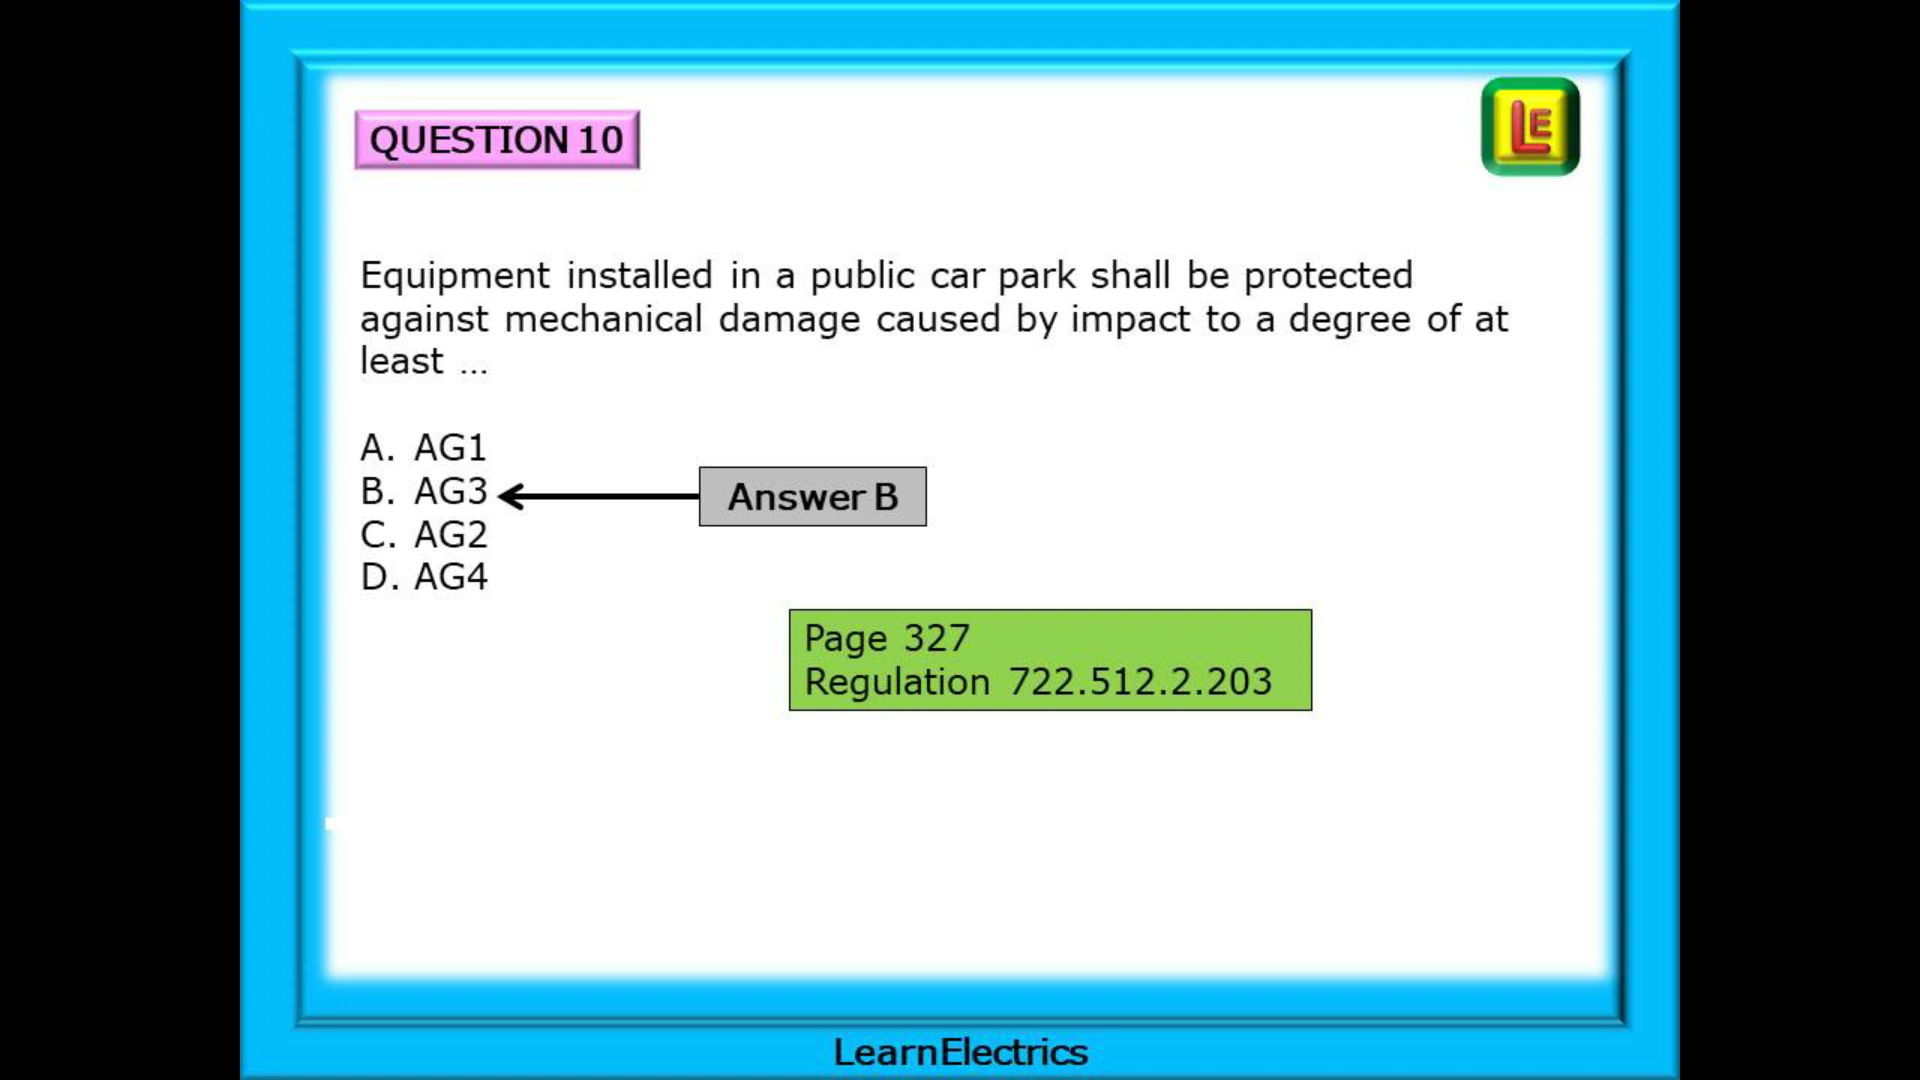 QUESTION 10
LE
Equipment installed in a public car park shall be protected
against mechanical damage caused by impact to a degree of at
least ...
A. AG1
B. AG3
Answer B
C. AG2
D. AG4
Page 327
Regulation 722.512.2.203
LearnElectrics